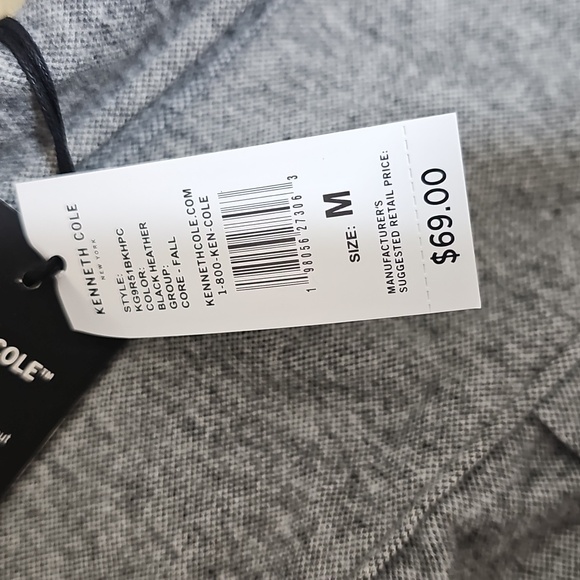 KENNETH COLE
NEW YORK
STYLE:
KG9R51BKHPC
COLOR:
BLACK HEATHER
GROUP:
CORE - FALL
KENNETHCOLE.COM
1-800-KEN-COLE
1 98056 27306 3
SIZE: M
MANUFACTURER'S
SUGGESTED RETAIL PRICE:
$69.00
COLE™